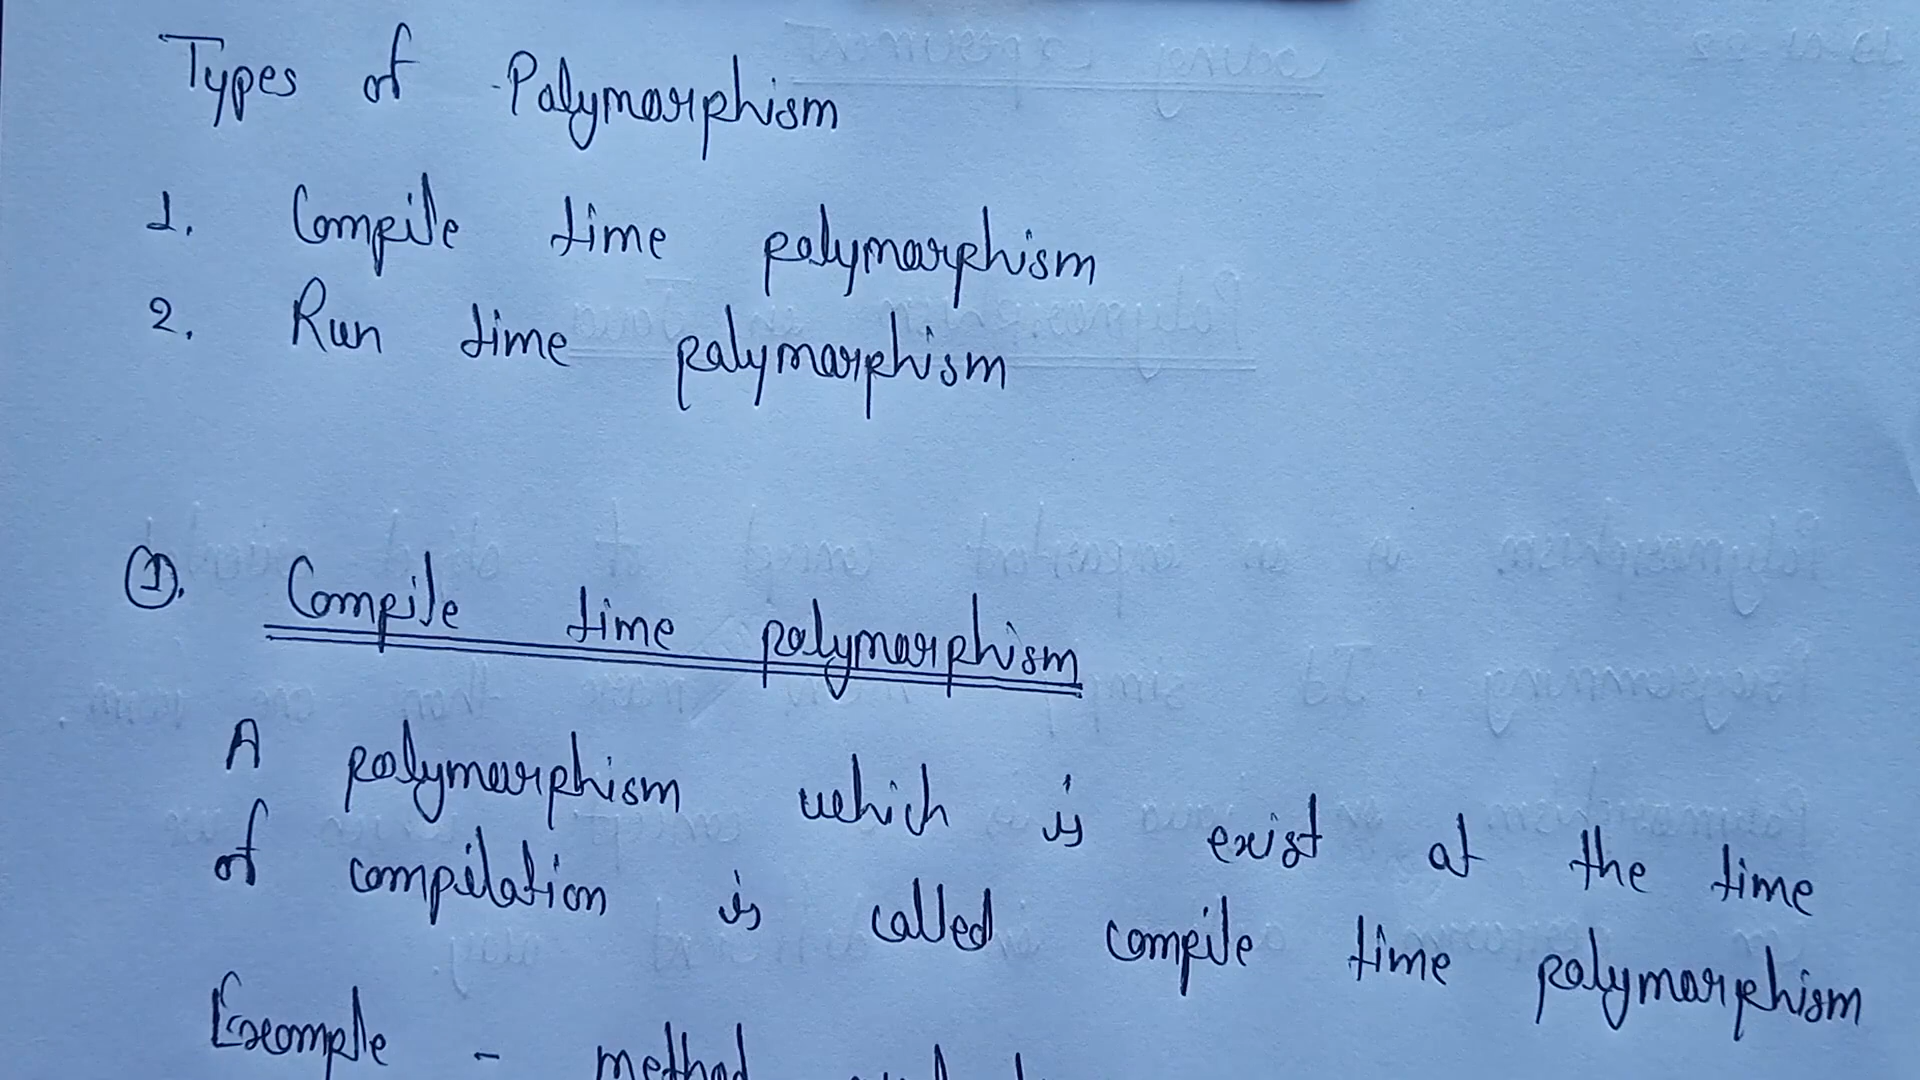 Types of Polymorphism
1. Compile time polymorphism
2. Run time polymorphism
①. Compile time polymorphism
A polymorphism which is exist at the time
of compilation is called compile time polymorphism
Example - method